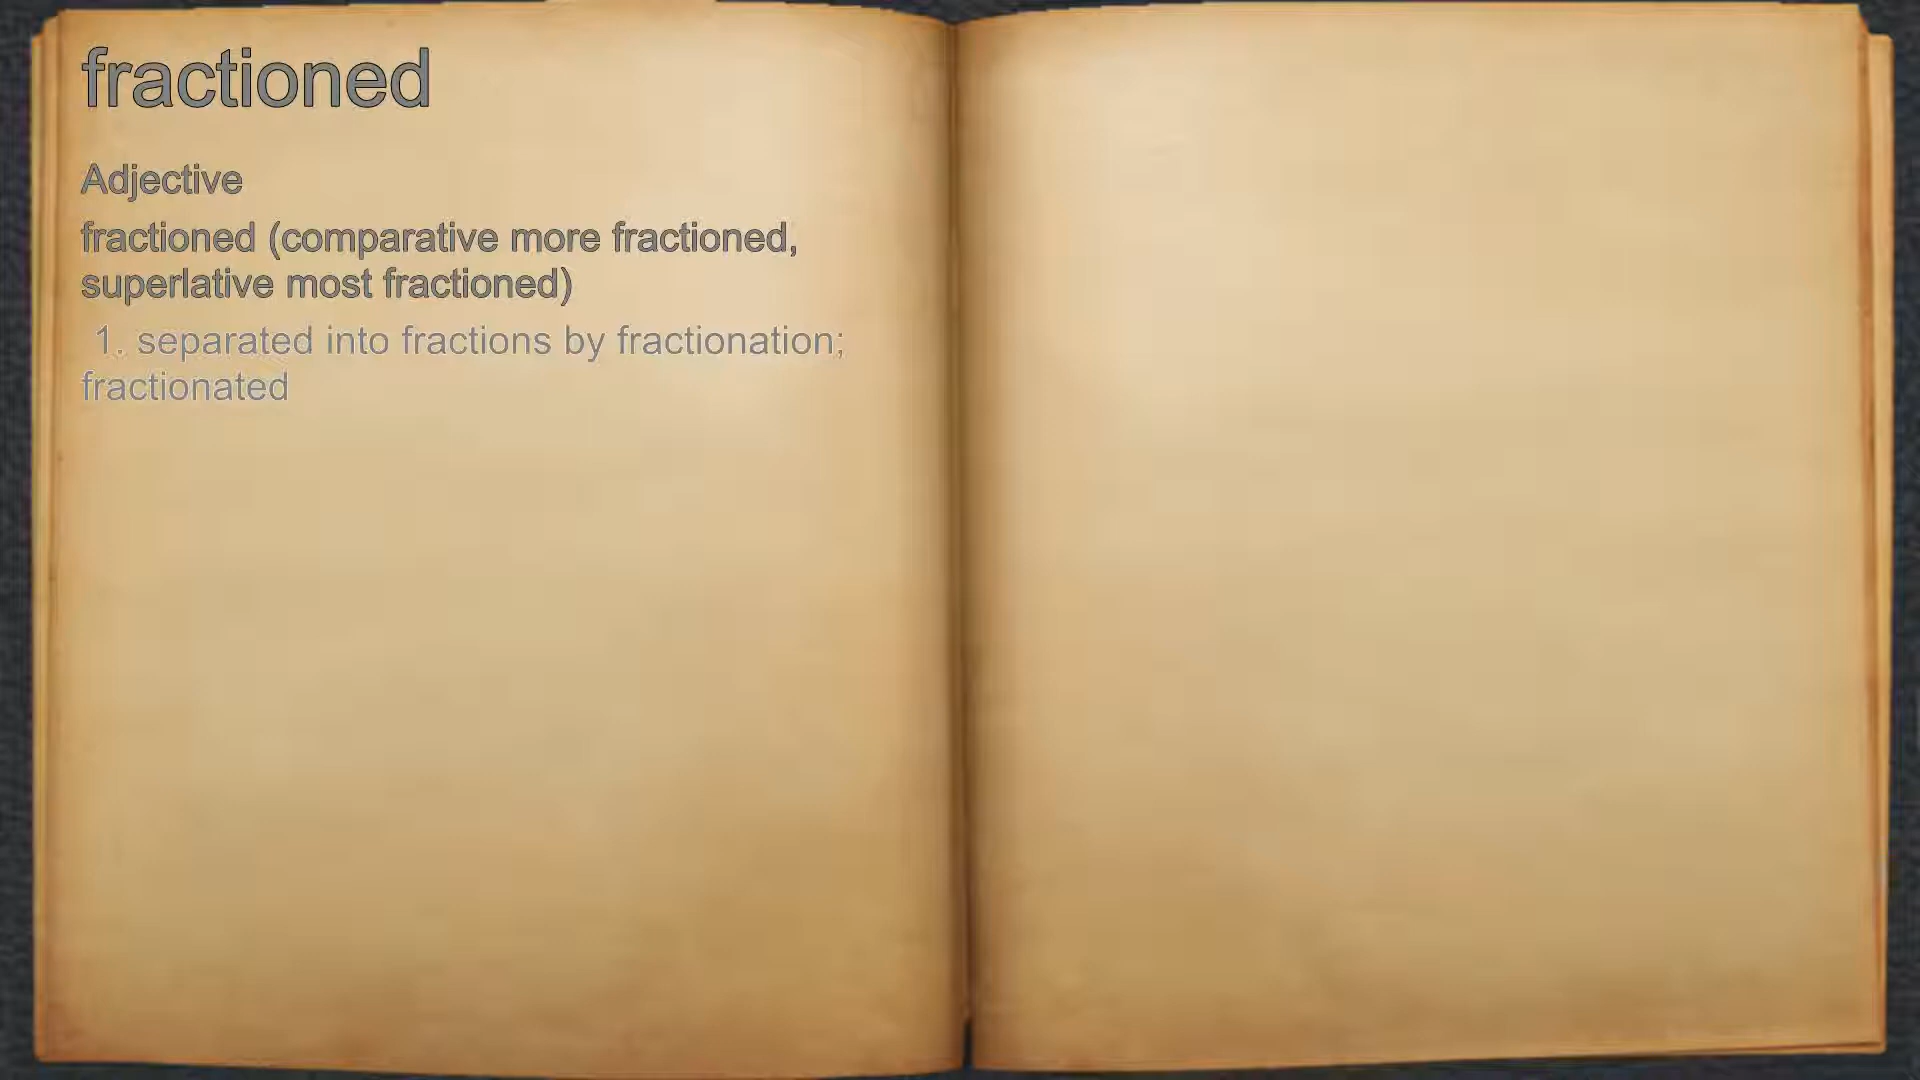 fractioned
Adjective
fractioned (comparative more fractioned,
superlative most fractioned)
1. separated into fractions by fractionation;
fractionated